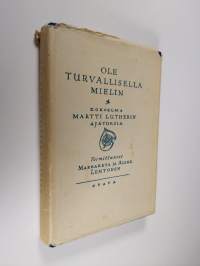 OLE
TURVALLISELLA
MIELIN
KOKOELMA
MARTTI LUTHERIN
AJATUKSIA
Toimittaneet
MARGARETA JA AIMO
LEHTONEN
OTAVA